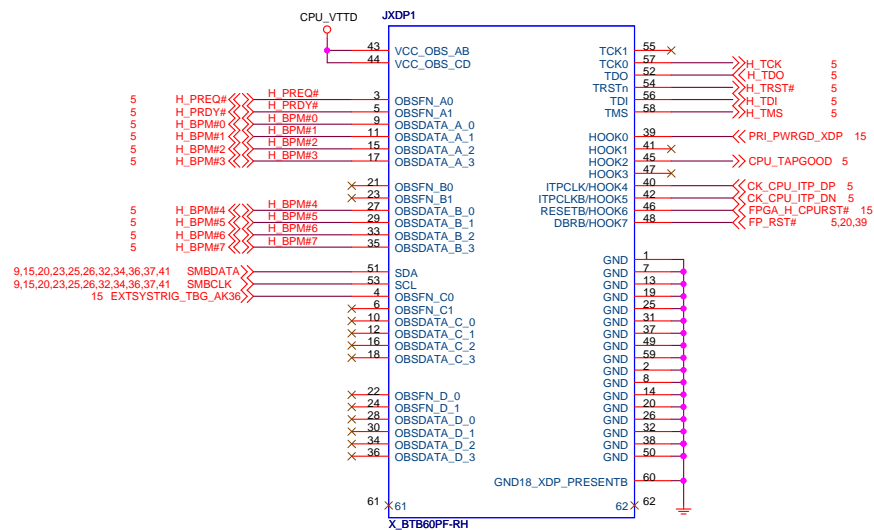 CPU_VTTD
JXDP1
43 VCC_OBS_AB
44 VCC_OBS_CD
5 H_PREQ# H_PREQ# 3 OBSFN_A0
5 H_PRDY# H_PRDY# 5 OBSFN_A1
5 H_BPM#0 H_BPM#0 9 OBSDATA_A_0
5 H_BPM#1 H_BPM#1 11 OBSDATA_A_1
5 H_BPM#2 H_BPM#2 15 OBSDATA_A_2
5 H_BPM#3 H_BPM#3 17 OBSDATA_A_3
21 OBSFN_B0
23 OBSFN_B1
5 H_BPM#4 H_BPM#4 27 OBSDATA_B_0
5 H_BPM#5 H_BPM#5 29 OBSDATA_B_1
5 H_BPM#6 H_BPM#6 33 OBSDATA_B_2
5 H_BPM#7 H_BPM#7 35 OBSDATA_B_3
9,15,20,23,25,26,32,34,36,37,41 SMBDATA 51 SDA
9,15,20,23,25,26,32,34,36,37,41 SMBCLK 53 SCL
15 EXTSYSTRIG_TBG_AK36 4 OBSFN_C0
6 OBSFN_C1
10 OBSDATA_C_0
12 OBSDATA_C_1
16 OBSDATA_C_2
18 OBSDATA_C_3
22 OBSFN_D_0
24 OBSFN_D_1
28 OBSDATA_D_0
30 OBSDATA_D_1
34 OBSDATA_D_2
36 OBSDATA_D_3
61 61
TCK1 55
TCK0 57 H_TCK 5
TDO 52 H_TDO 5
TRSTn 54 H_TRST# 5
TDI 56 H_TDI 5
TMS 58 H_TMS 5
HOOK0 39 PRI_PWRGD_XDP 15
HOOK1 41
HOOK2 45 CPU_TAPGOOD 5
HOOK3 47
ITPCLK/HOOK4 40 CK_CPU_ITP_DP 5
ITPCLKB/HOOK5 42 CK_CPU_ITP_DN 5
RESETB/HOOK6 46 FPGA_H_CPURST# 15
DBRB/HOOK7 48 FP_RST# 5,20,39
GND 1
GND 7
GND 13
GND 19
GND 25
GND 31
GND 37
GND 49
GND 59
GND 2
GND 8
GND 14
GND 20
GND 26
GND 32
GND 38
GND 50
GND18_XDP_PRESENTB 60
62 62
X_BTB60PF-RH